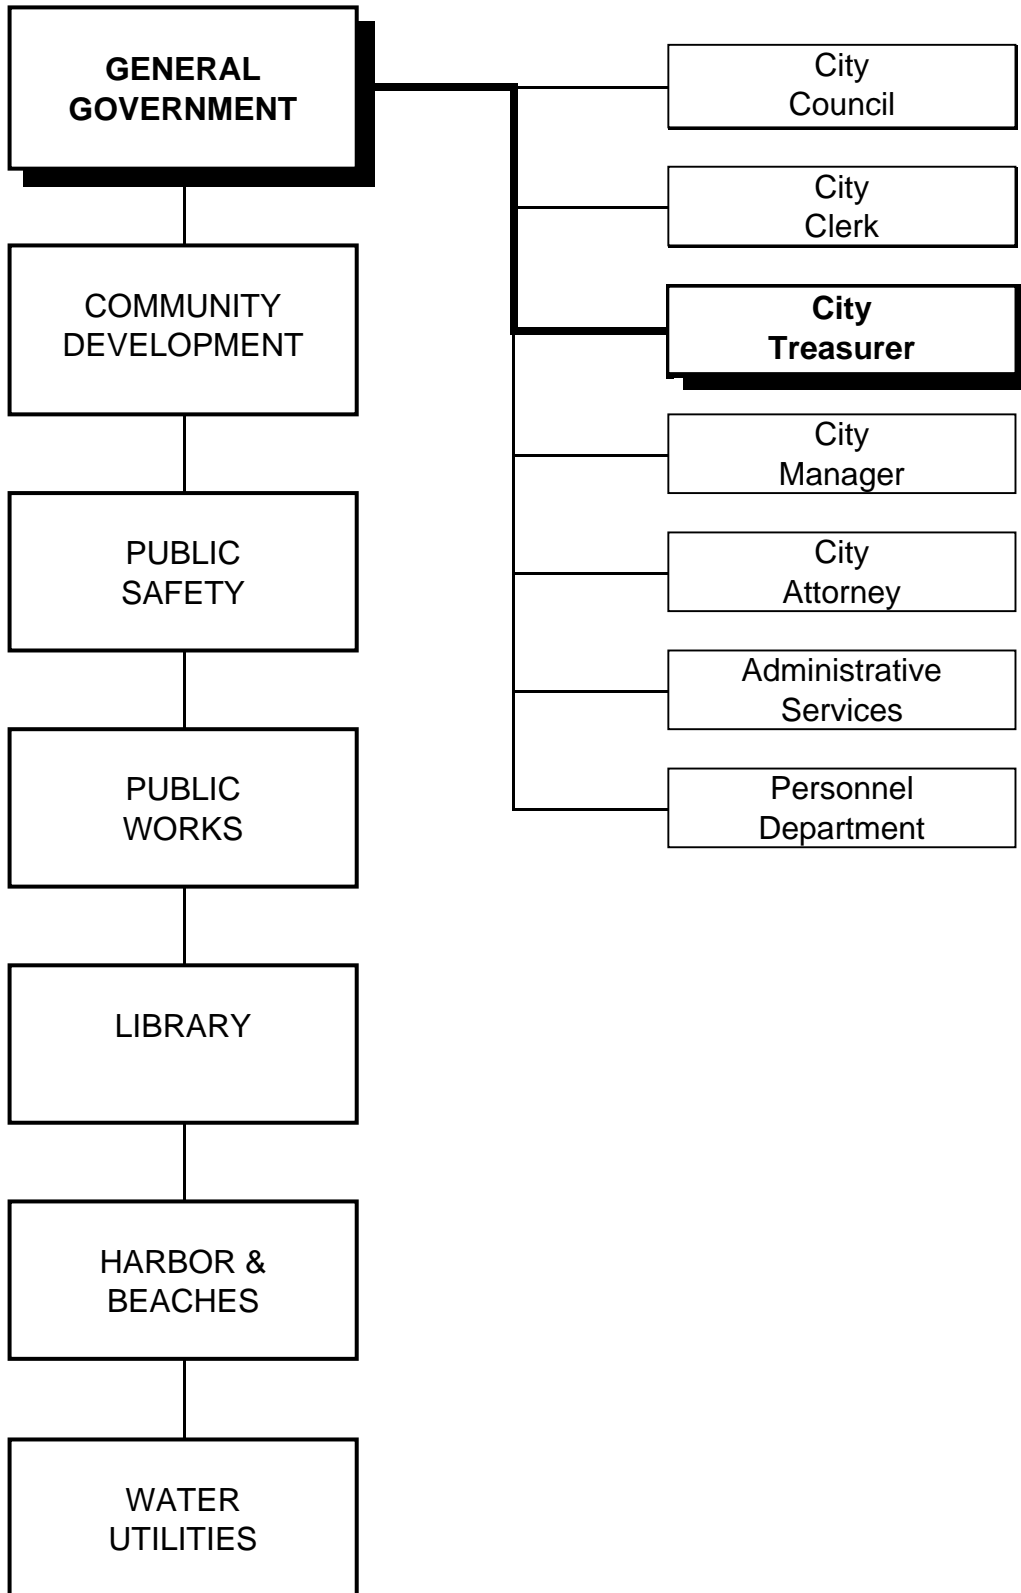 GENERAL
GOVERNMENT
COMMUNITY
DEVELOPMENT
PUBLIC
SAFETY
PUBLIC
WORKS
LIBRARY
HARBOR &
BEACHES
WATER
UTILITIES
City
Council
City
Clerk
City
Treasurer
City
Manager
City
Attorney
Administrative
Services
Personnel
Department